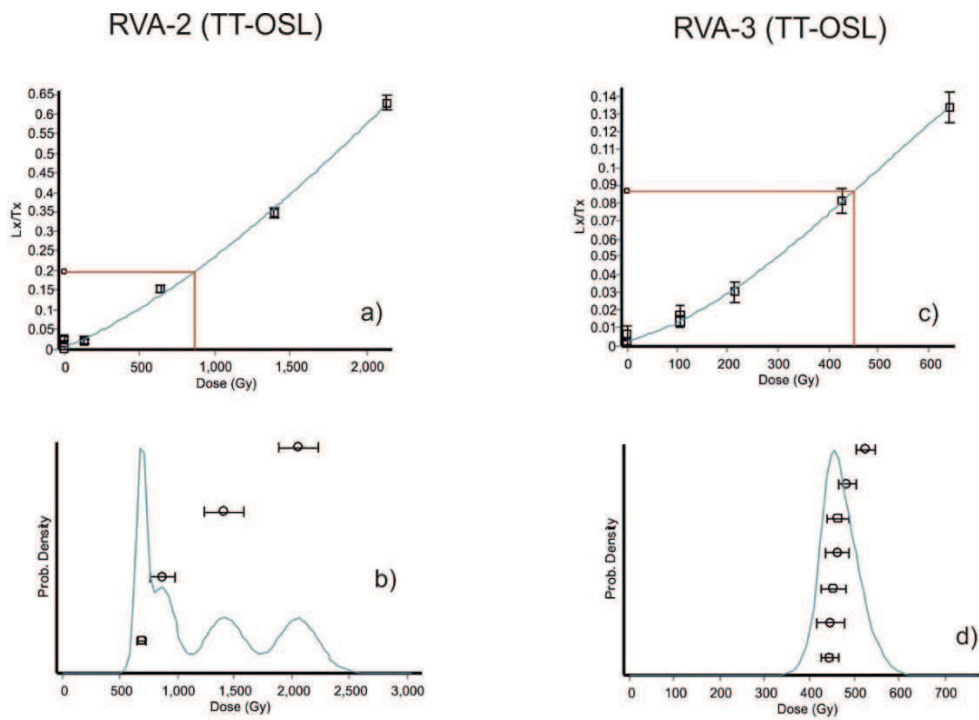 RVA-2 (TT-OSL)
0.65
0.6
0.55
0.5
0.45
0.4
0.35
0.3
0.25
0.2
0.15
0.1
0.05
0
Lx/Tx
a)
0 500 1,000 1,500 2,000
Dose (Gy)
Prob. Density
b)
0 500 1,000 1,500 2,000 2,500 3,000
Dose (Gy)
RVA-3 (TT-OSL)
0.14
0.13
0.12
0.11
0.1
0.09
0.08
0.07
0.06
0.05
0.04
0.03
0.02
0.01
0
Lx/Tx
c)
0 100 200 300 400 500 600
Dose (Gy)
Prob. Density
d)
0 100 200 300 400 500 600 700
Dose (Gy)